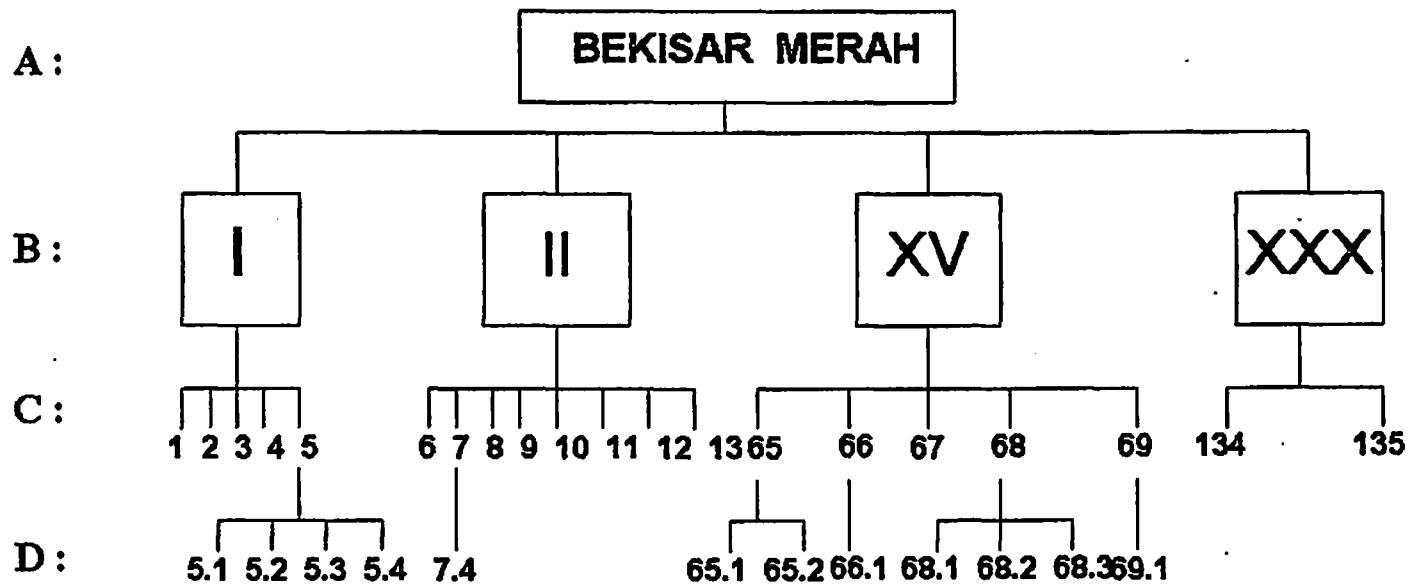 A : BEKISAR MERAH
B : I II XV XXX
C : 1 2 3 4 5 6 7 8 9 10 11 12 13 65 66 67 68 69 134 135
D : 5.1 5.2 5.3 5.4 7.4 65.1 65.2 66.1 68.1 68.2 68.3 69.1